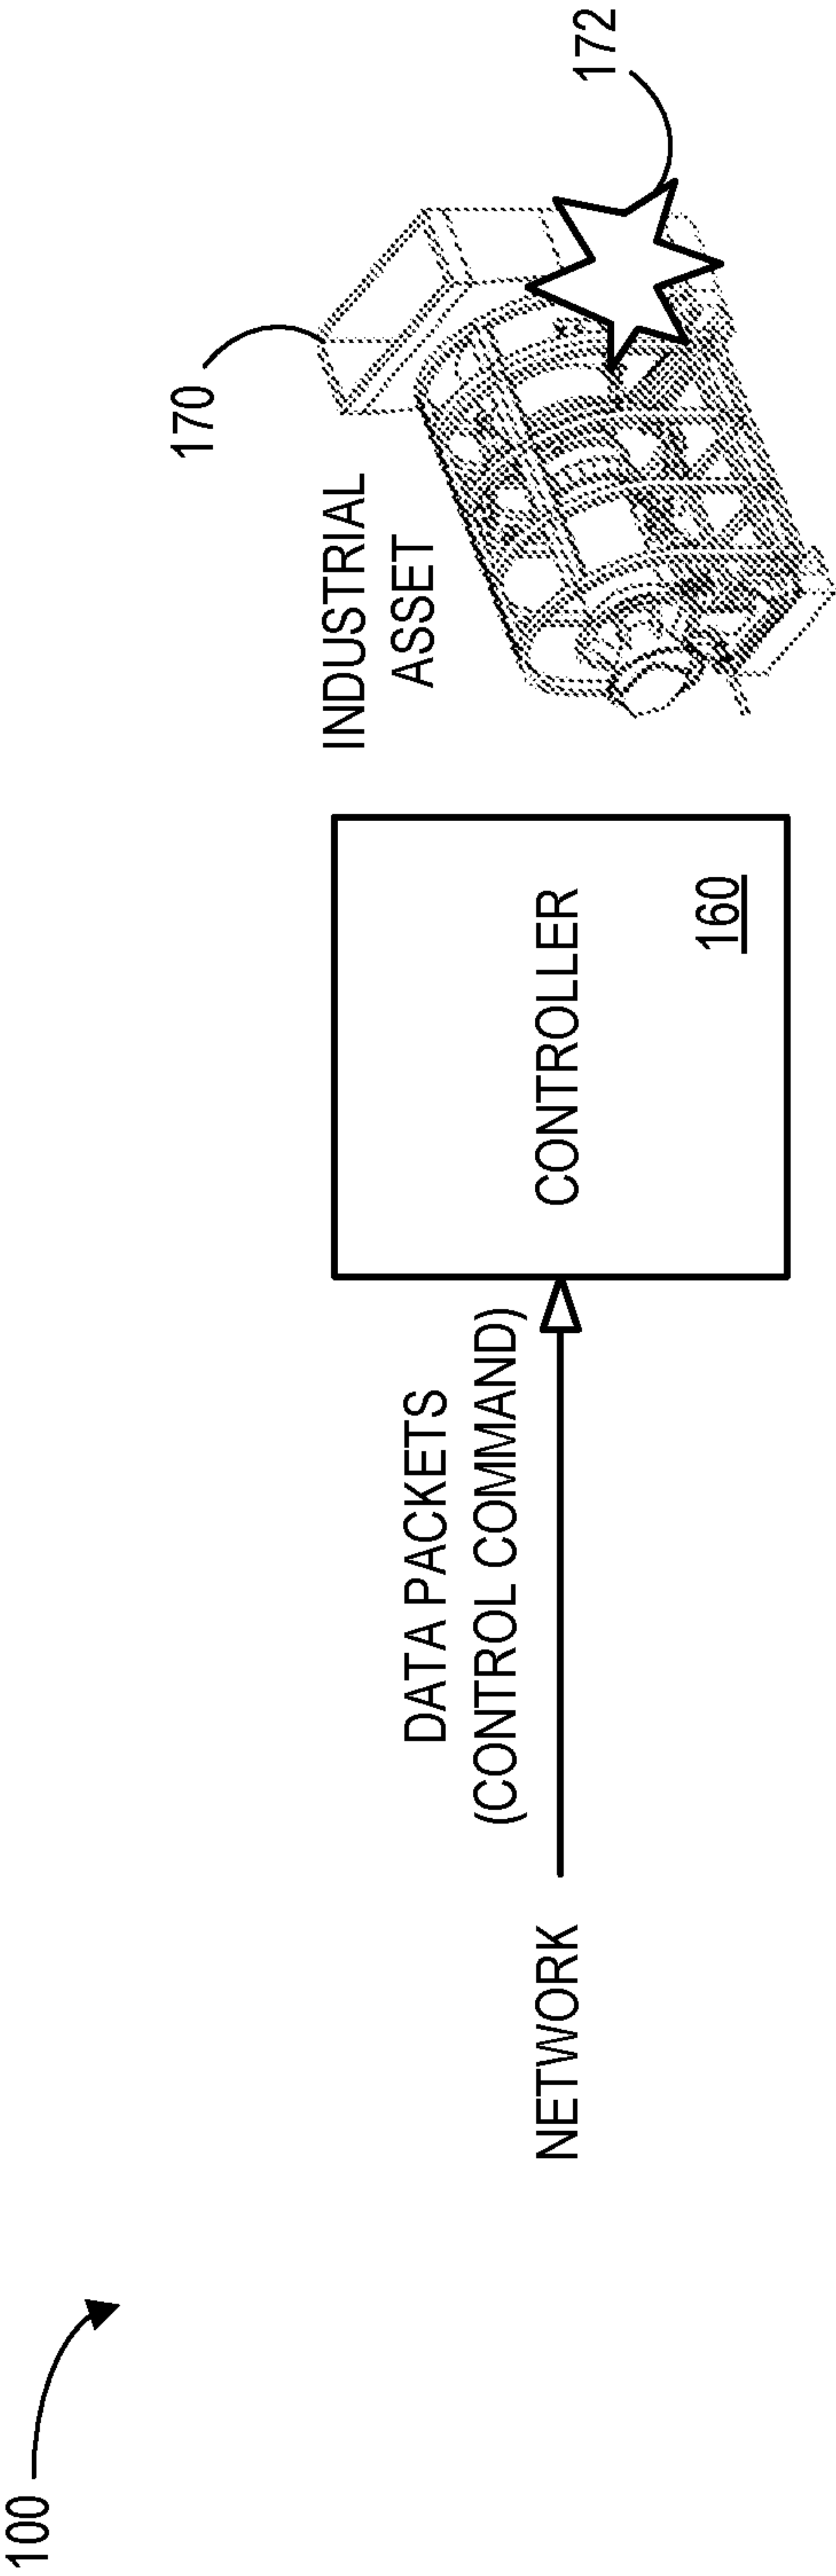 100
NETWORK
DATA PACKETS
(CONTROL COMMAND)
CONTROLLER
160
INDUSTRIAL
ASSET
170
172